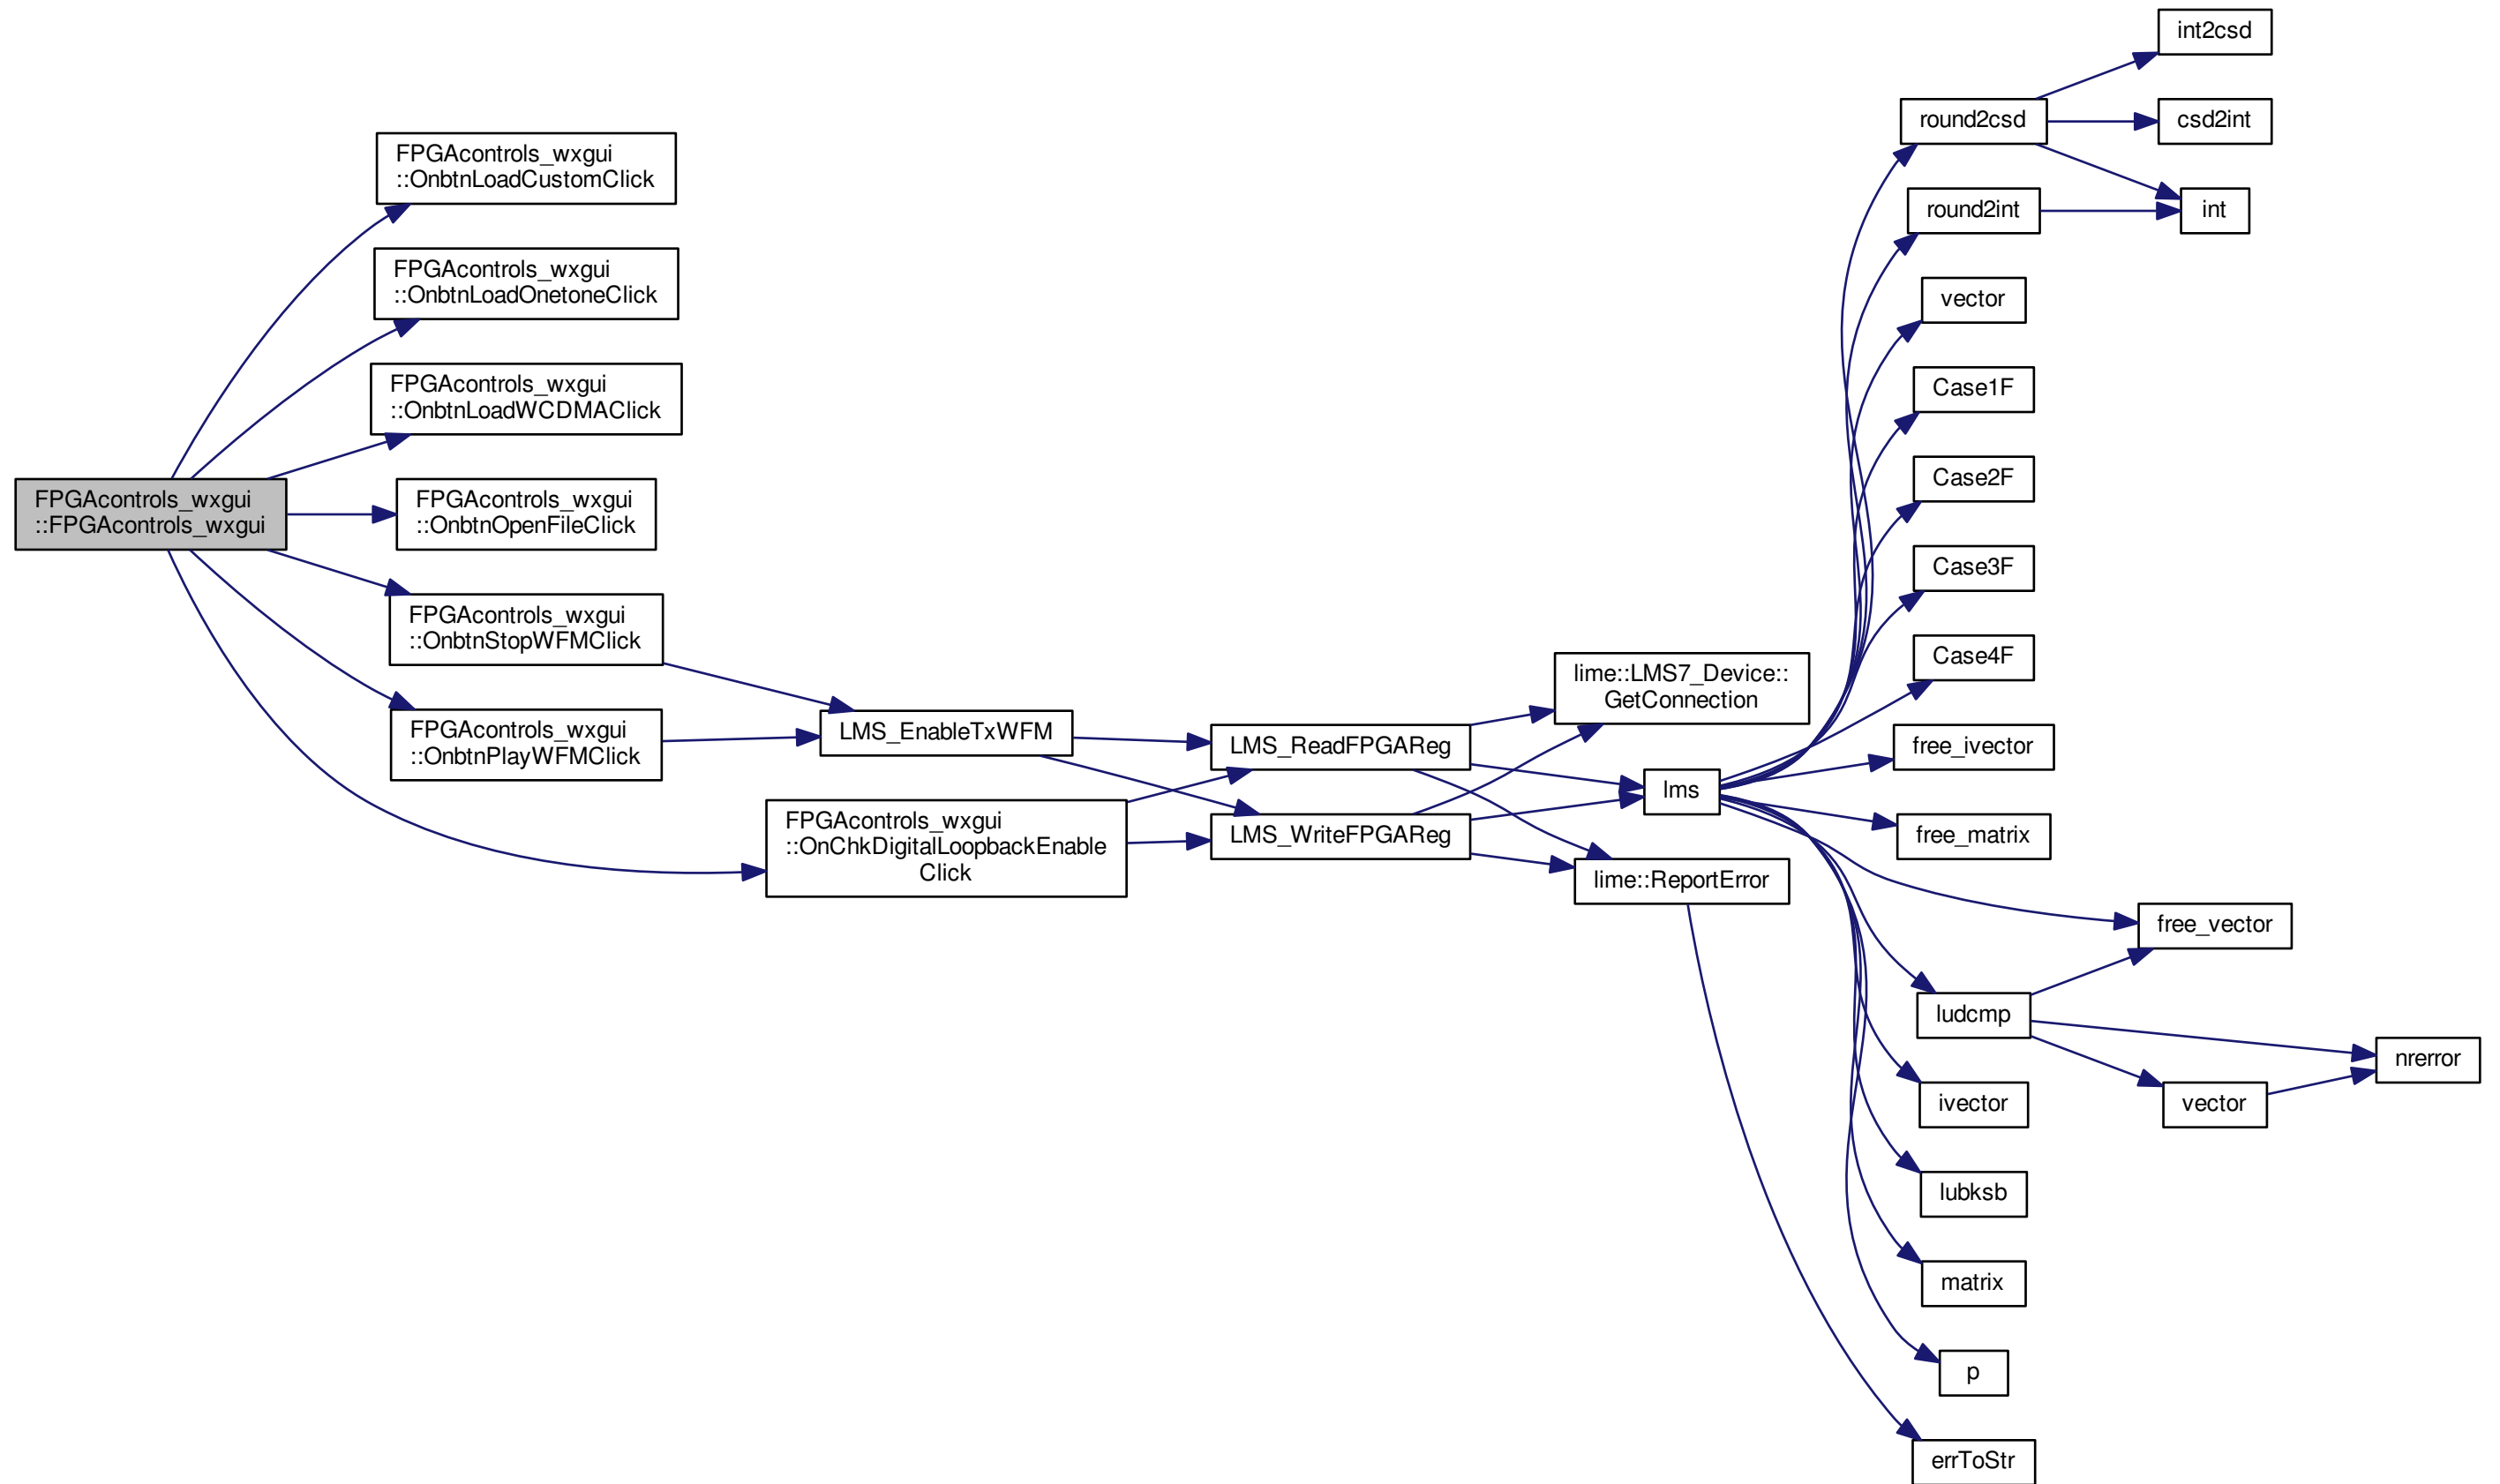 FPGAcontrols_wxgui
::FPGAcontrols_wxgui
FPGAcontrols_wxgui
::OnbtnLoadCustomClick
FPGAcontrols_wxgui
::OnbtnLoadOnetoneClick
FPGAcontrols_wxgui
::OnbtnLoadWCDMAClick
FPGAcontrols_wxgui
::OnbtnOpenFileClick
FPGAcontrols_wxgui
::OnbtnStopWFMClick
FPGAcontrols_wxgui
::OnbtnPlayWFMClick
FPGAcontrols_wxgui
::OnChkDigitalLoopbackEnable
Click
LMS_EnableTxWFM
LMS_ReadFPGAReg
LMS_WriteFPGAReg
lime::LMS7_Device::
GetConnection
lms
lime::ReportError
round2csd
round2int
vector
Case1F
Case2F
Case3F
Case4F
free_ivector
free_matrix
ludcmp
ivector
lubksb
matrix
p
errToStr
int2csd
csd2int
int
free_vector
vector
nrerror